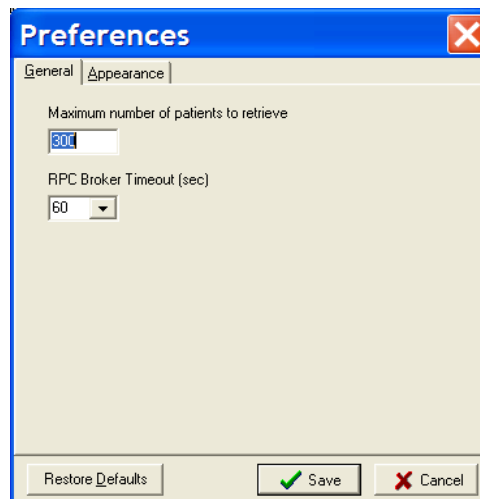 Preferences
General Appearance
Maximum number of patients to retrieve
300
RPC Broker Timeout (sec)
60
Restore Defaults Save Cancel